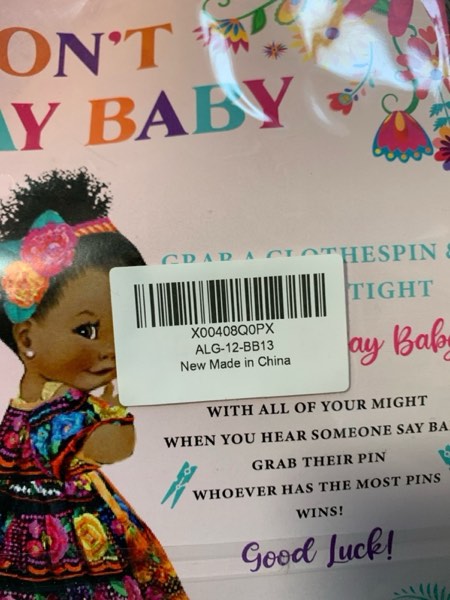 ON'T
AY BABY
GRAB A CLOTHESPIN &
TIGHT
ay Baby
X00408Q0PX
ALG-12-BB13
New Made in China
WITH ALL OF YOUR MIGHT
WHEN YOU HEAR SOMEONE SAY BA
GRAB THEIR PIN
WHOEVER HAS THE MOST PINS
WINS!
Good Luck!